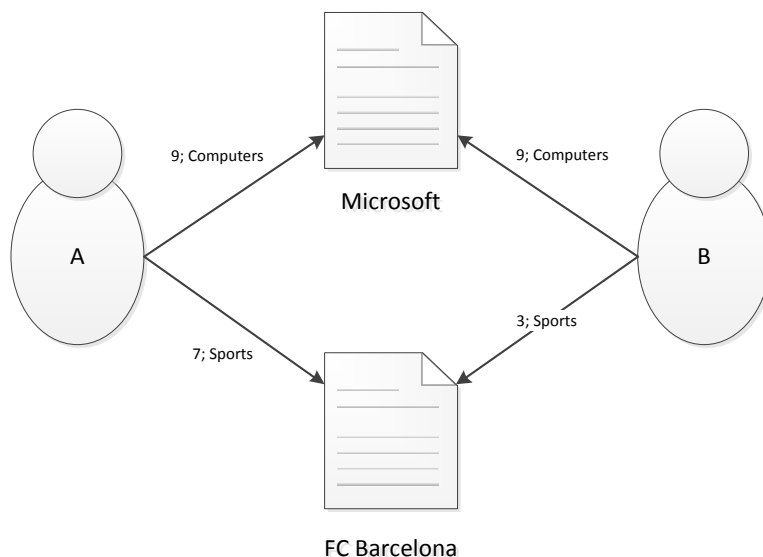 9; Computers
9; Computers
Microsoft
A
B
3; Sports
7; Sports
FC Barcelona